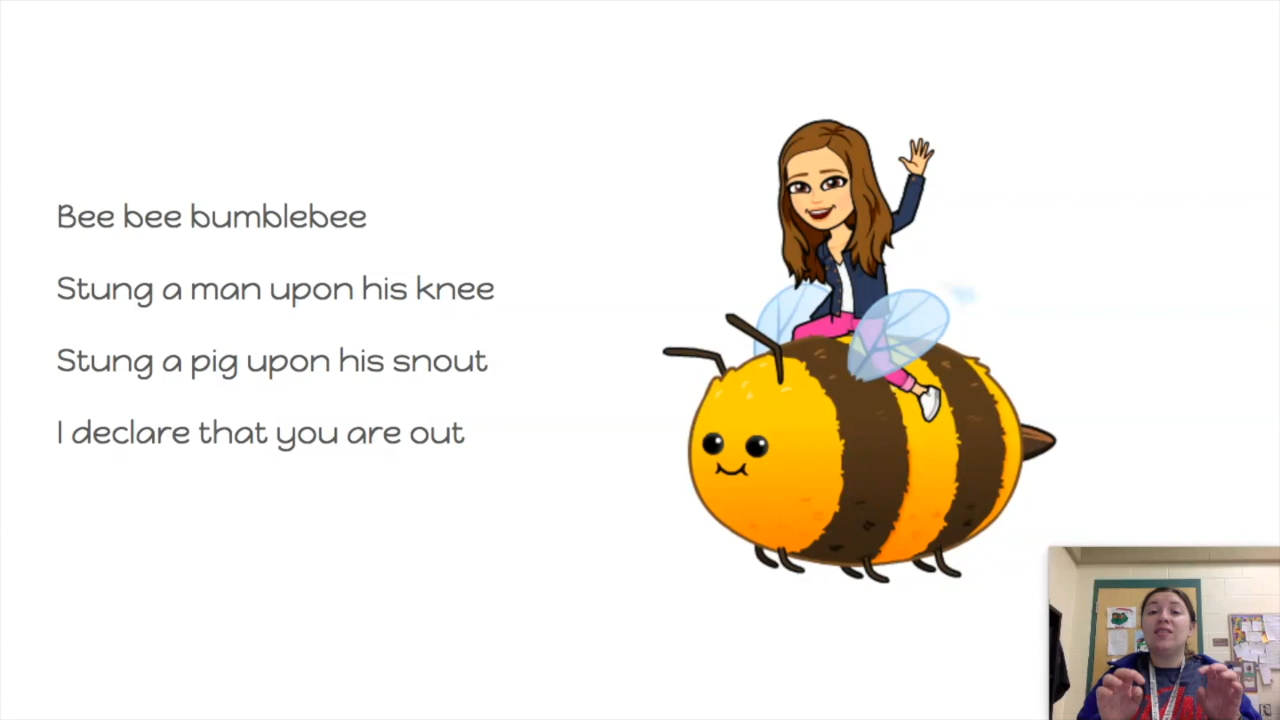 Bee bee bumblebee
Stung a man upon his knee
Stung a pig upon his snout
I declare that you are out